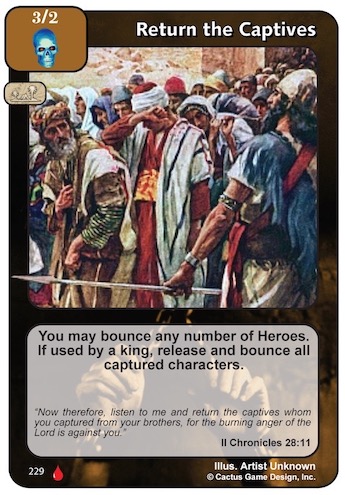 3/2
Return the Captives
You may bounce any number of Heroes.
If used by a king, release and bounce all
captured characters.
"Now therefore, listen to me and return the captives whom
you captured from your brothers, for the burning anger of the
Lord is against you."
II Chronicles 28:11
229
Illus. Artist Unknown
© Cactus Game Design, Inc.